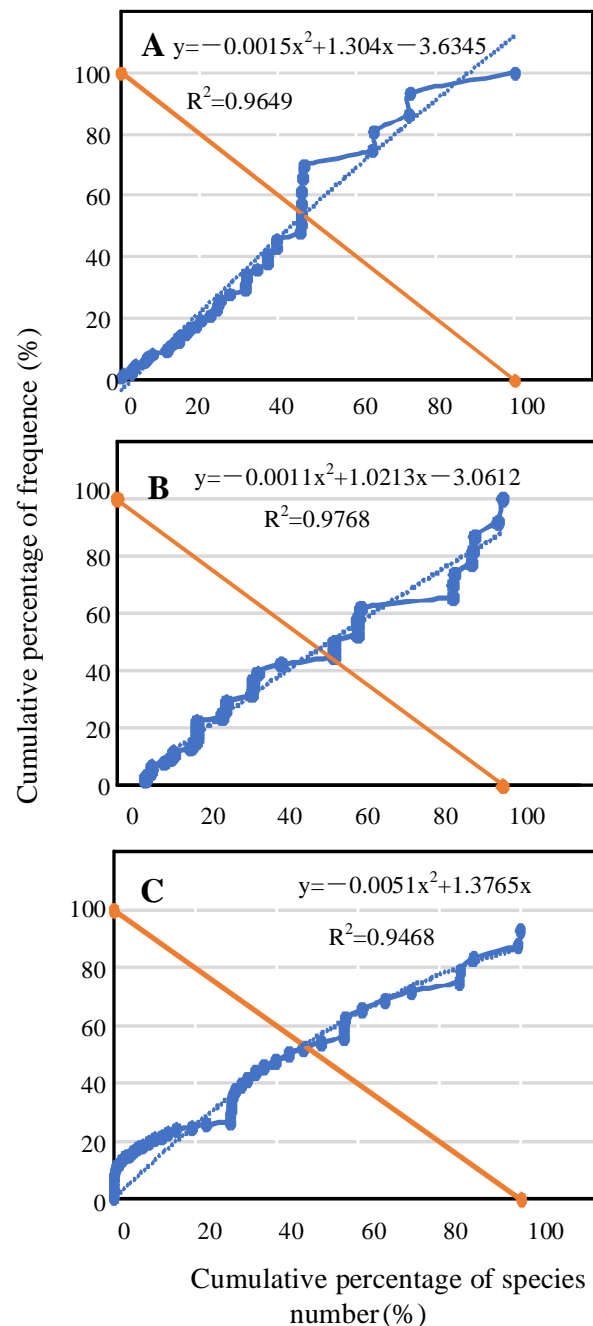 Cumulative percentage of frequence (%)
A y=−0.0015x²+1.304x−3.6345
R²=0.9649
100
80
60
40
20
0
0 20 40 60 80 100
B y=−0.0011x²+1.0213x−3.0612
R²=0.9768
100
80
60
40
20
0
0 20 40 60 80 100
C y=−0.0051x²+1.3765x
R²=0.9468
100
80
60
40
20
0
0 20 40 60 80 100
Cumulative percentage of species
number(%)